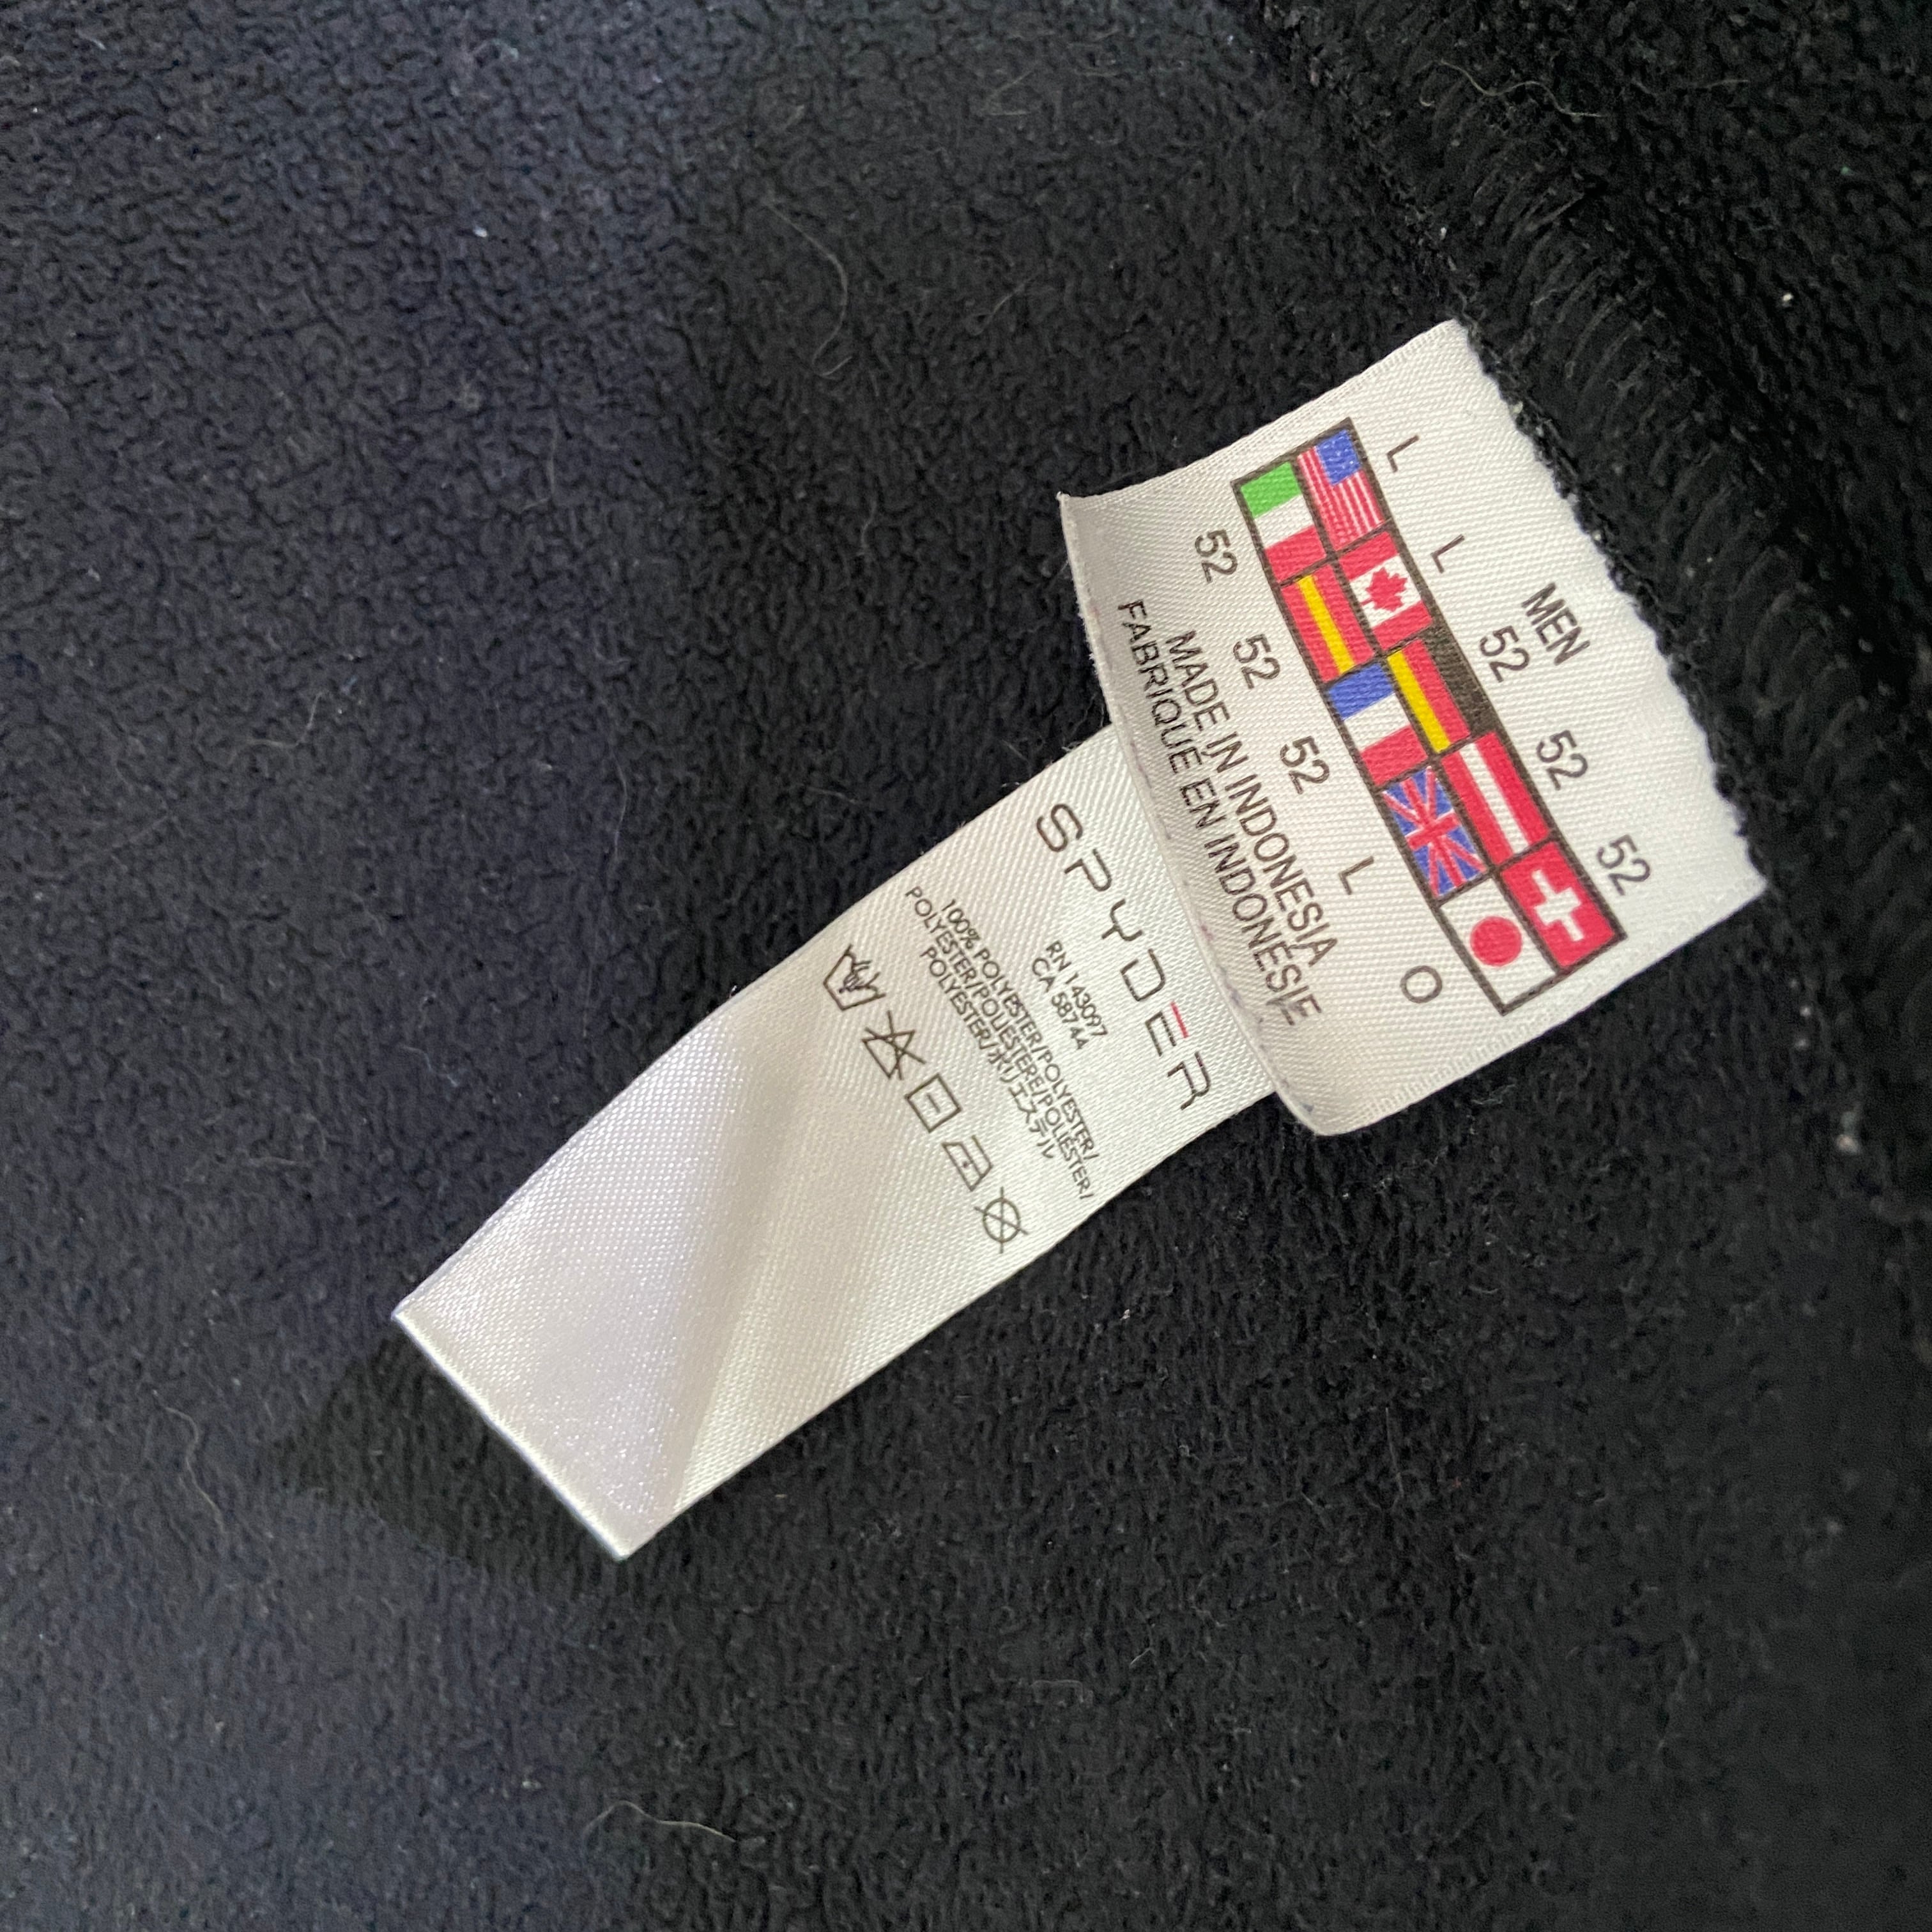 MEN
L L 52 52 52
52 52 52 L O
MADE IN INDONESIA
FABRIQUÉ EN INDONÉSIE
SPYDER
RN 143097
CA 58744
100% POLYESTER/POLYESTER/
POLYESTER/POLIESTERE/POLIÉSTER/
POLYESTER/ポリエステル